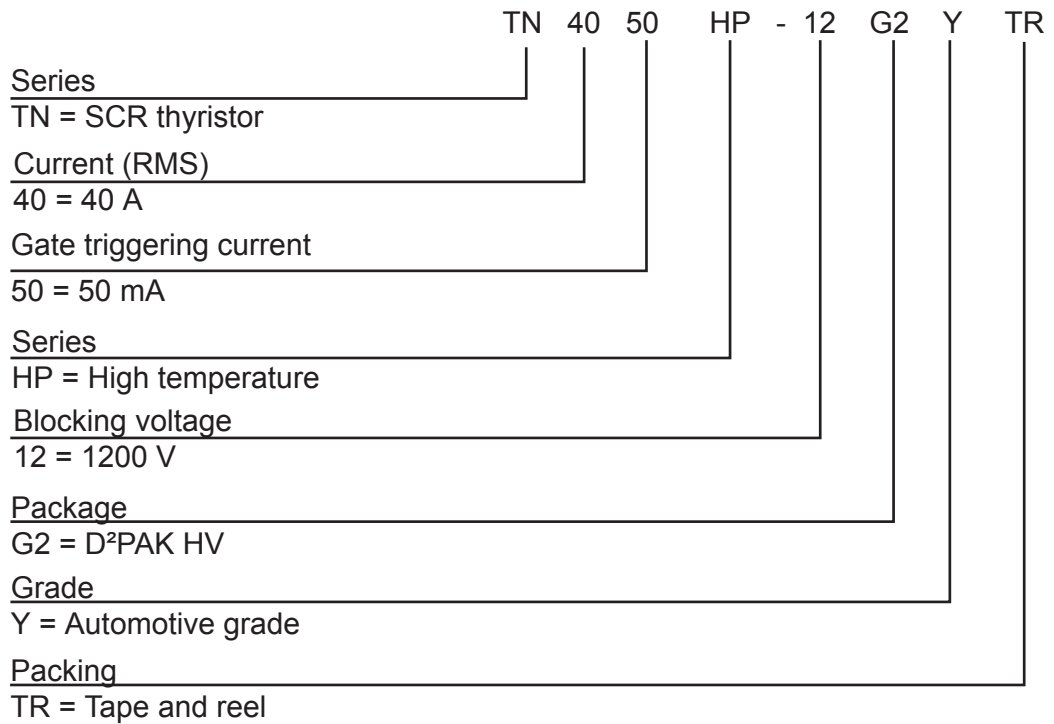 TN 40 50 HP - 12 G2 Y TR
Series
TN = SCR thyristor
Current (RMS)
40 = 40 A
Gate triggering current
50 = 50 mA
Series
HP = High temperature
Blocking voltage
12 = 1200 V
Package
G2 = D²PAK HV
Grade
Y = Automotive grade
Packing
TR = Tape and reel